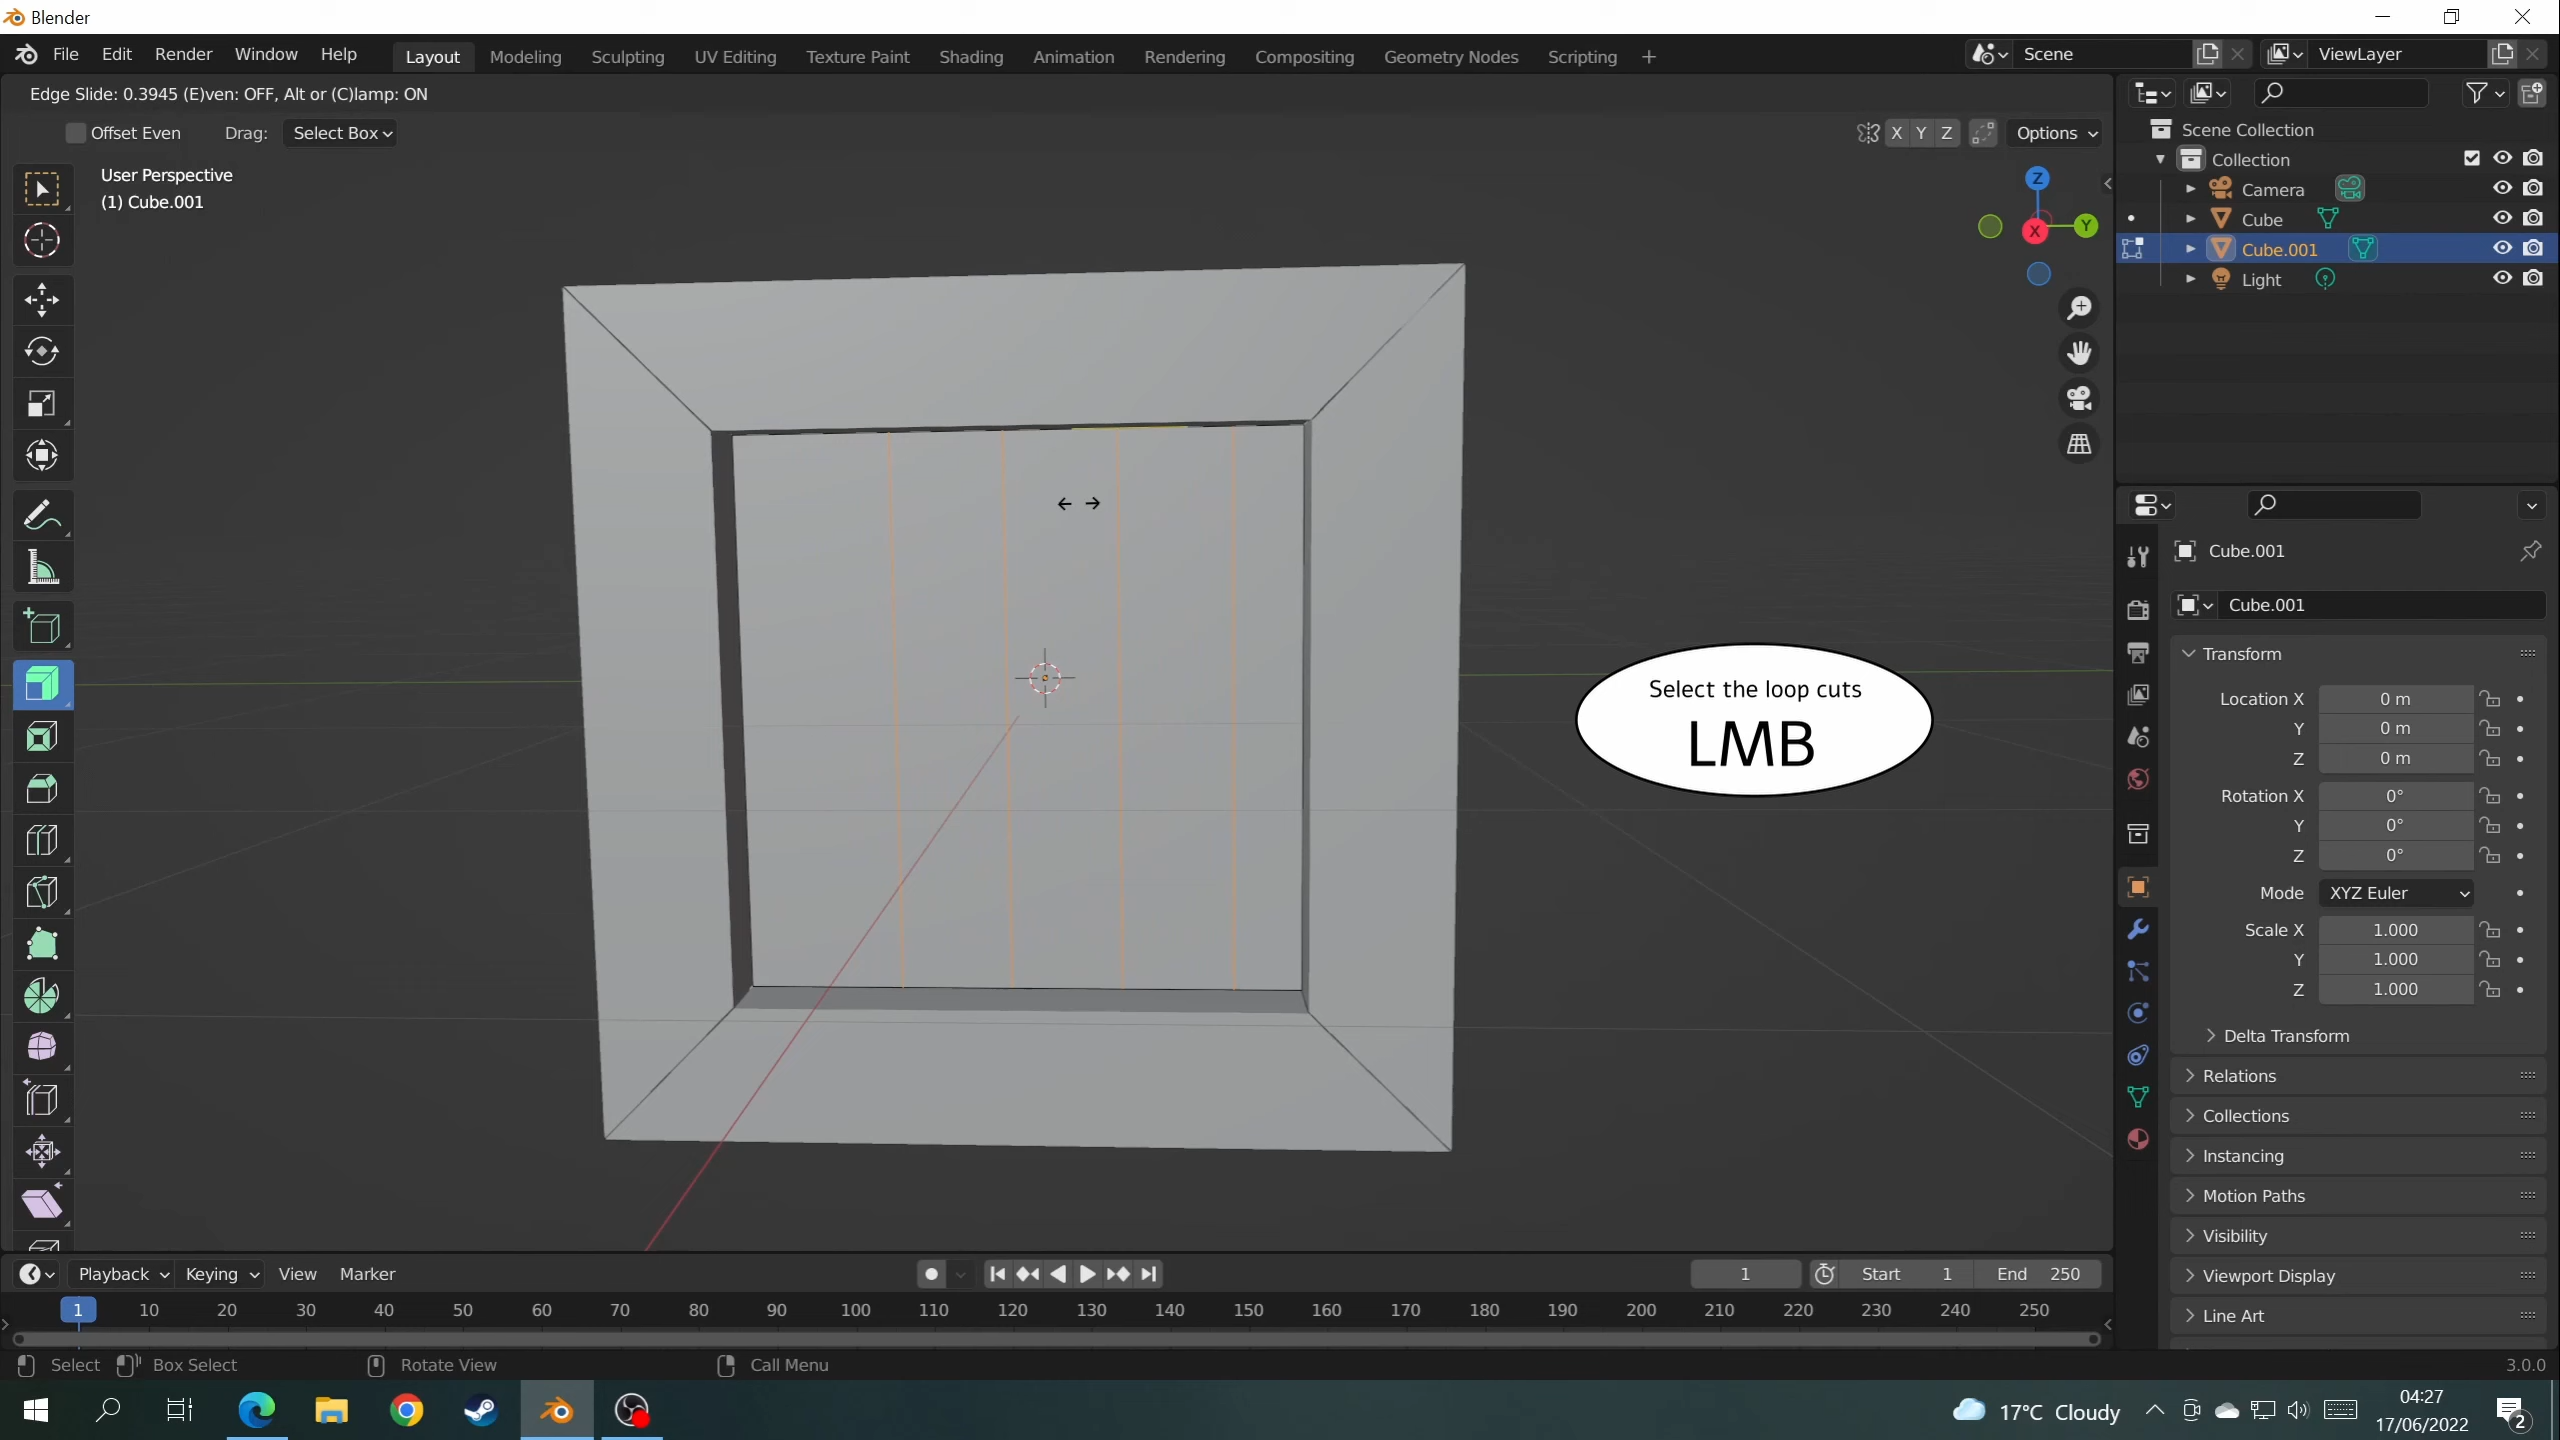 Blender
File Edit Render Window Help Layout Modeling Sculpting UV Editing Texture Paint Shading Animation Rendering Compositing Geometry Nodes Scripting + Scene ViewLayer
Edge Slide: 0.3945 (E)ven: OFF, Alt or (C)lamp: ON
Offset Even Drag: Select Box X Y Z Options
User Perspective
(1) Cube.001
Z
Y
X
Select the loop cuts
LMB
Scene Collection
Collection
Camera
Cube
Cube.001
Light
Cube.001
Cube.001
Transform
Location X 0 m
Y 0 m
Z 0 m
Rotation X 0°
Y 0°
Z 0°
Mode XYZ Euler
Scale X 1.000
Y 1.000
Z 1.000
Delta Transform
Relations
Collections
Instancing
Motion Paths
Visibility
Viewport Display
Line Art
Playback Keying View Marker 1 Start 1 End 250
1 10 20 30 40 50 60 70 80 90 100 110 120 130 140 150 160 170 180 190 200 210 220 230 240 250
Select Box Select Rotate View Call Menu 3.0.0
17°C Cloudy 04:27
17/06/2022
2